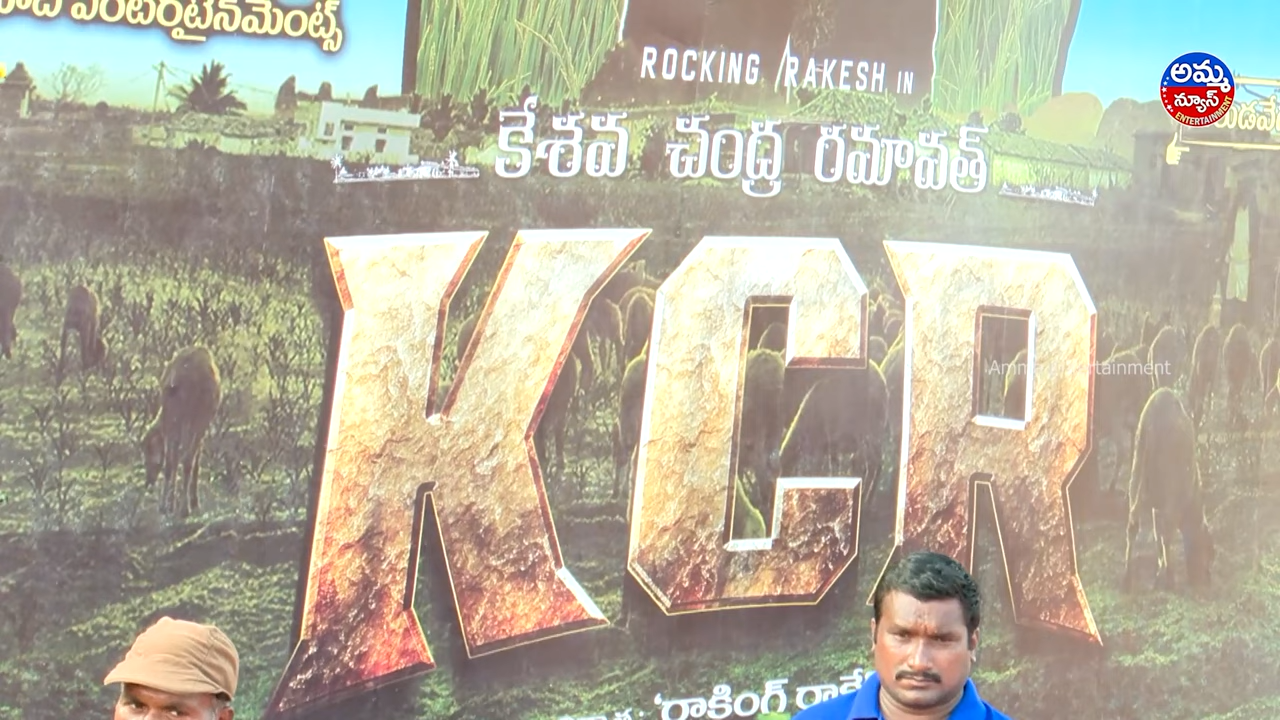 ఎంటర్టైన్‌మెంట్స్
ROCKING RAKESH IN
అమ్మ
న్యూస్
ENTERTAINMENT
కేశవ చంద్ర రమావత్
KCR
'రాకింగ్